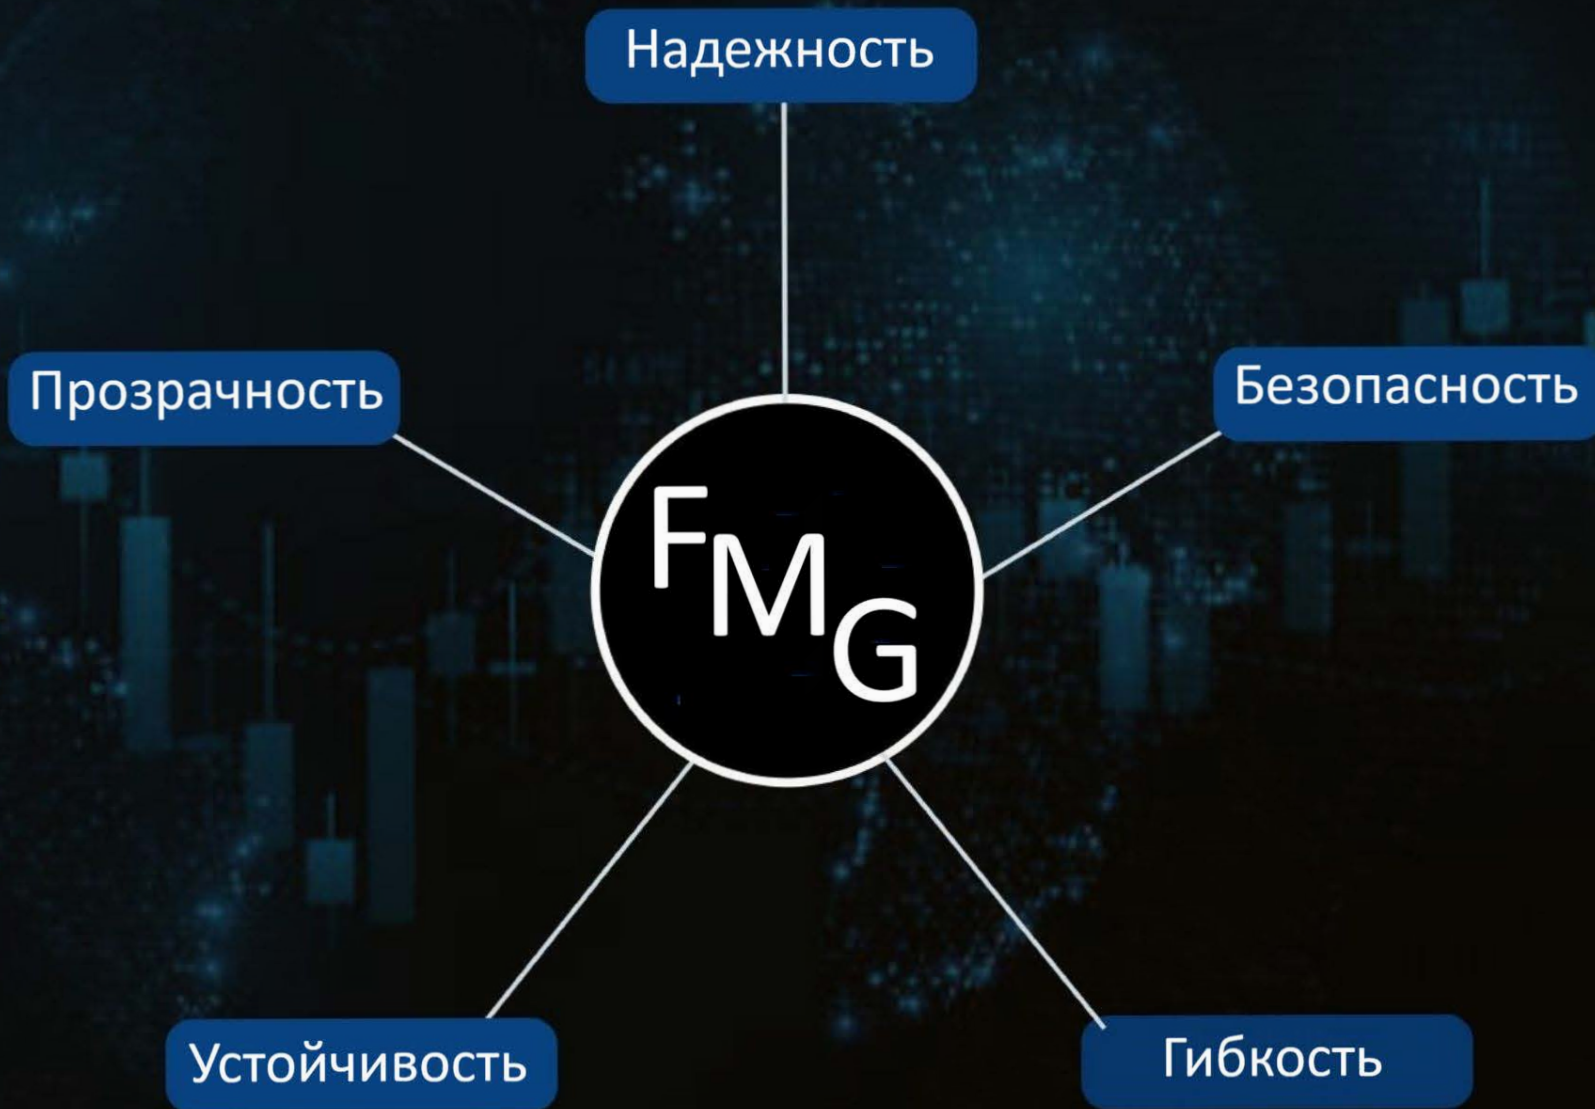 Надежность
Прозрачность
Безопасность
FMG
Устойчивость
Гибкость